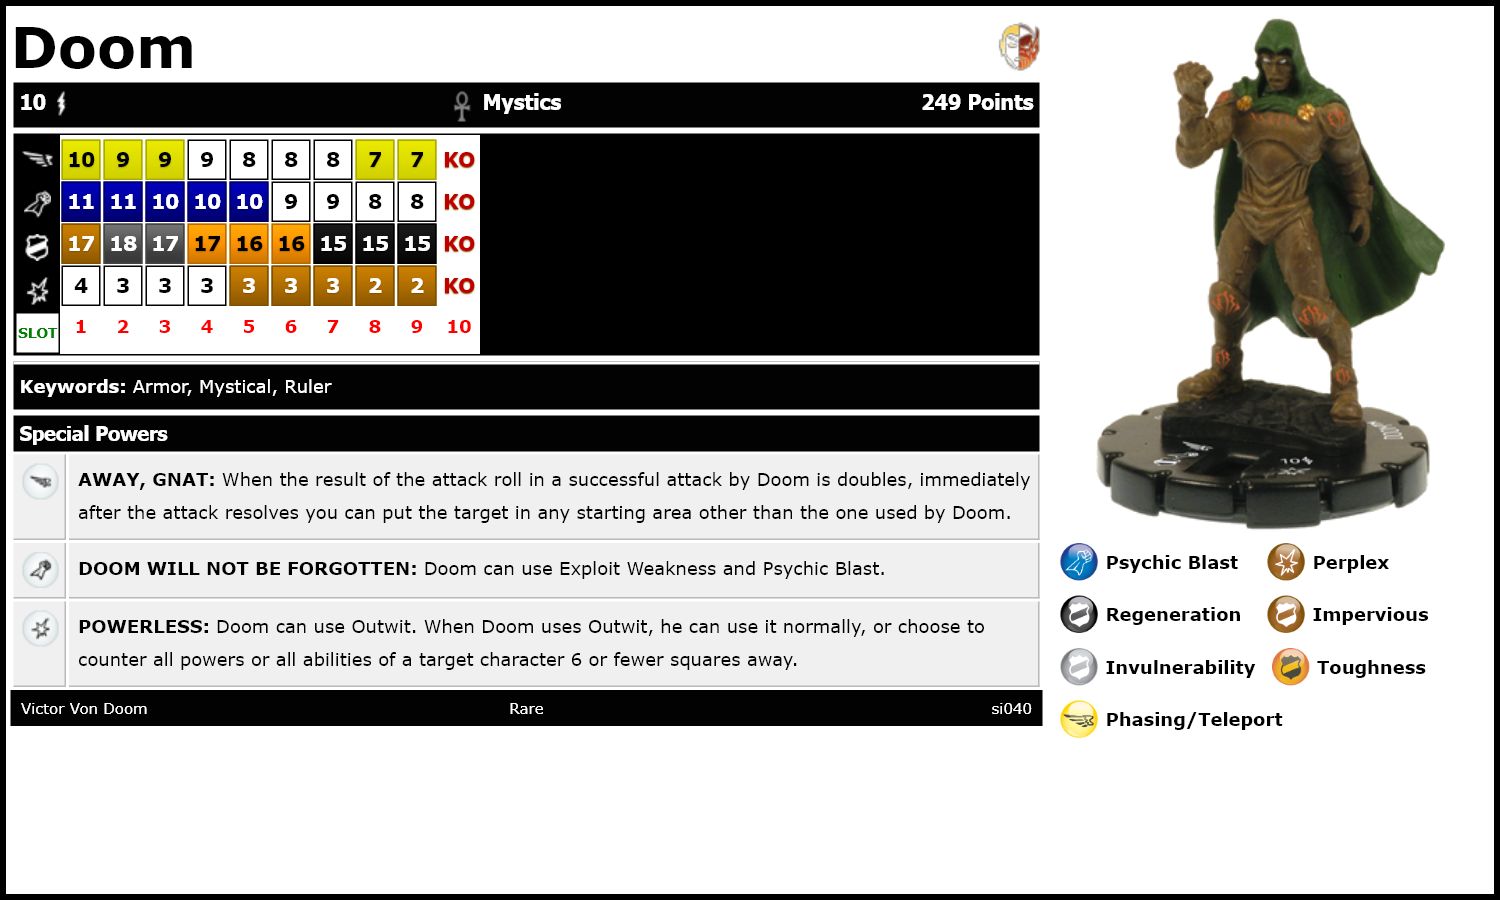 Doom
10 Mystics 249 Points
10 9 9 9 8 8 8 7 7 KO
11 11 10 10 10 9 9 8 8 KO
17 18 17 17 16 16 15 15 15 KO
4 3 3 3 3 3 3 2 2 KO
SLOT 1 2 3 4 5 6 7 8 9 10
Keywords: Armor, Mystical, Ruler
Special Powers
AWAY, GNAT: When the result of the attack roll in a successful attack by Doom is doubles, immediately
after the attack resolves you can put the target in any starting area other than the one used by Doom.
DOOM WILL NOT BE FORGOTTEN: Doom can use Exploit Weakness and Psychic Blast.
POWERLESS: Doom can use Outwit. When Doom uses Outwit, he can use it normally, or choose to
counter all powers or all abilities of a target character 6 or fewer squares away.
Victor Von Doom Rare si040
Psychic Blast Perplex
Regeneration Impervious
Invulnerability Toughness
Phasing/Teleport